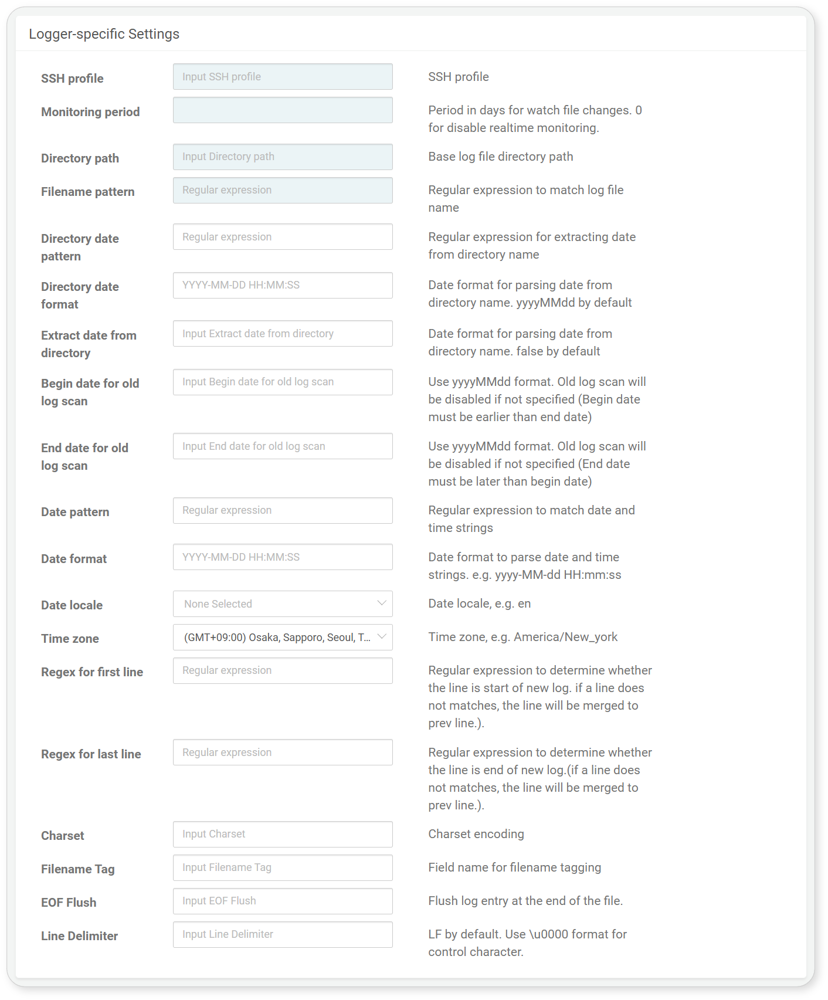 Logger-specific Settings
SSH profile
Input SSH profile
SSH profile
Monitoring period
Period in days for watch file changes. 0
for disable realtime monitoring.
Directory path
Input Directory path
Base log file directory path
Filename pattern
Regular expression
Regular expression to match log file
name
Directory date
pattern
Regular expression
Regular expression for extracting date
from directory name
Directory date
format
YYYY-MM-DD HH:MM:SS
Date format for parsing date from
directory name. yyyyMMdd by default
Extract date from
directory
Input Extract date from directory
Date format for parsing date from
directory name. false by default
Begin date for old
log scan
Input Begin date for old log scan
Use yyyyMMdd format. Old log scan will
be disabled if not specified (Begin date
must be earlier than end date)
End date for old
log scan
Input End date for old log scan
Use yyyyMMdd format. Old log scan will
be disabled if not specified (End date
must be later than begin date)
Date pattern
Regular expression
Regular expression to match date and
time strings
Date format
YYYY-MM-DD HH:MM:SS
Date format to parse date and time
strings. e.g. yyyy-MM-dd HH:mm:ss
Date locale
None Selected
Date locale, e.g. en
Time zone
(GMT+09:00) Osaka, Sapporo, Seoul, T...
Time zone, e.g. America/New_york
Regex for first line
Regular expression
Regular expression to determine whether
the line is start of new log. if a line does
not matches, the line will be merged to
prev line.).
Regex for last line
Regular expression
Regular expression to determine whether
the line is end of new log.(if a line does
not matches, the line will be merged to
prev line.).
Charset
Input Charset
Charset encoding
Filename Tag
Input Filename Tag
Field name for filename tagging
EOF Flush
Input EOF Flush
Flush log entry at the end of the file.
Line Delimiter
Input Line Delimiter
LF by default. Use \u0000 format for
control character.